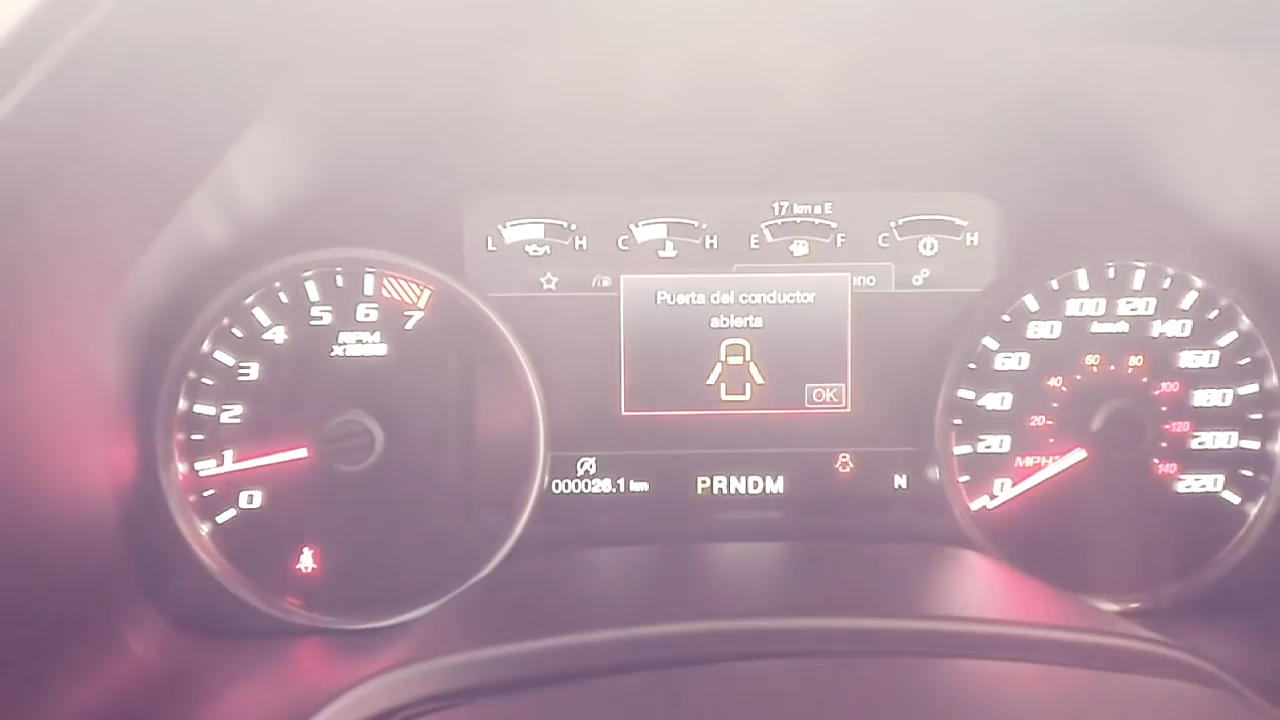 17 km a E
L H C H E F C H
eno
Puerta del conductor
abierta
OK
000026.1 km
PRNDM
N
0 1 2 3 4 5 6 7
RPM
X1000
0 20 40 60 80 100 120 140 160 180 200 220
km/h
20 40 60 80 100 120 140
MPH